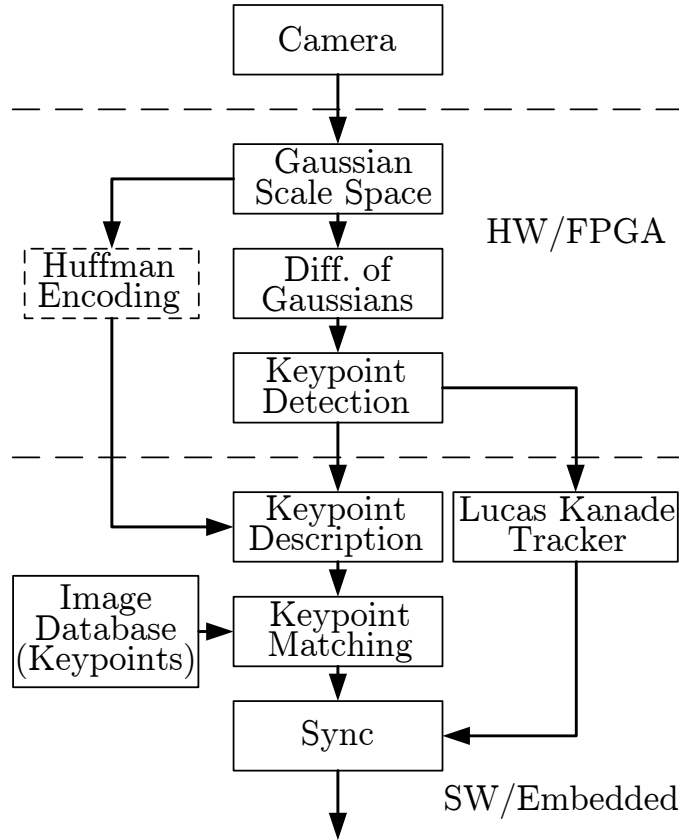 Camera
Gaussian
Scale Space
HW/FPGA
Huffman
Encoding
Diff. of
Gaussians
Keypoint
Detection
Keypoint
Description
Lucas Kanade
Tracker
Image
Database
(Keypoints)
Keypoint
Matching
Sync
SW/Embedded